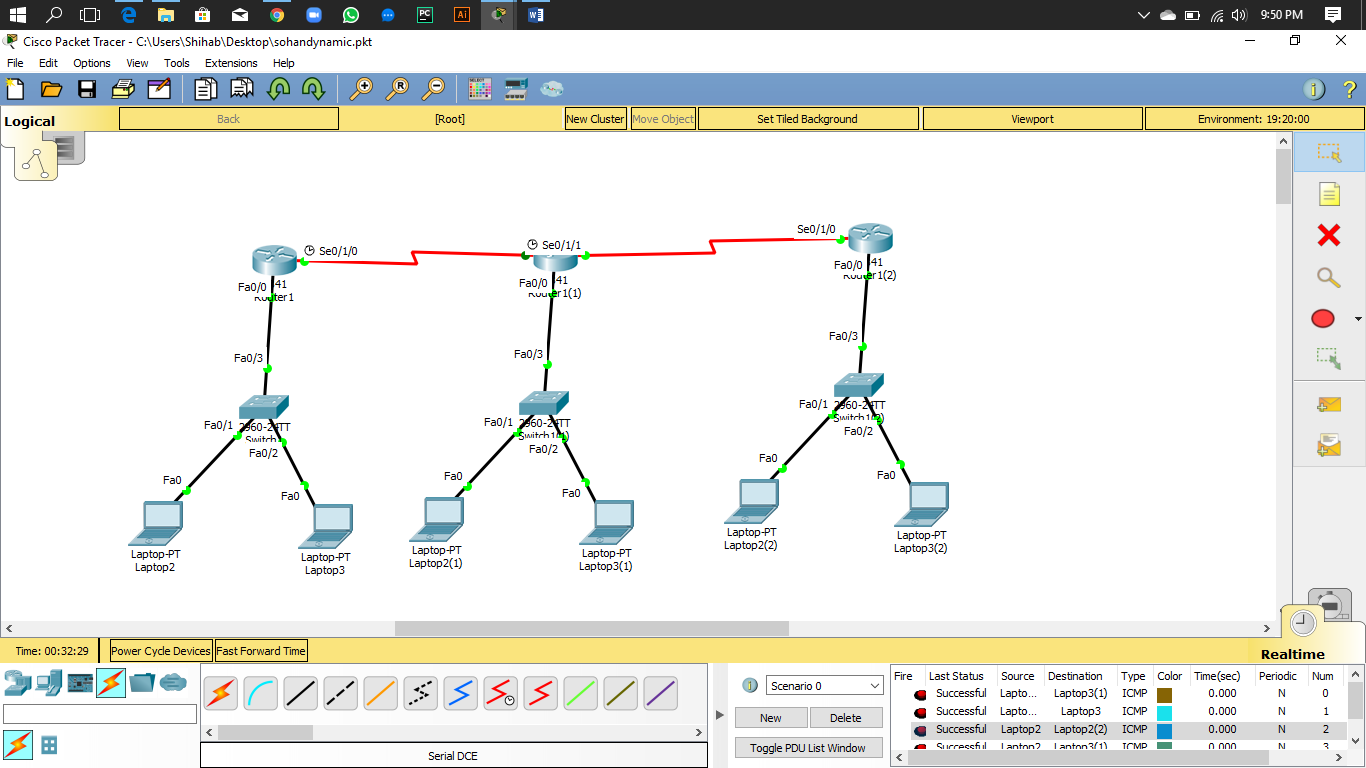 9:50 PM
Cisco Packet Tracer - C:\Users\Shihab\Desktop\sohandynamic.pkt
File Edit Options View Tools Extensions Help
Logical
Back
[Root]
New Cluster
Move Object
Set Tiled Background
Viewport
Environment: 19:20:00
Se0/1/0
Fa0/0 41
Router1
Fa0/3
2960-24TT
Fa0/1
Fa0/2
Fa0
Fa0
Laptop-PT
Laptop2
Laptop-PT
Laptop3
Se0/1/1
Fa0/0 41
Router1(1)
Fa0/3
2960-24TT
Fa0/1
Switch1(1)
Fa0/2
Fa0
Fa0
Laptop-PT
Laptop2(1)
Laptop-PT
Laptop3(1)
Se0/1/0
Fa0/0 41
Router1(2)
Fa0/3
Fa0/1
2960-24TT
Switch1(2)
Fa0/2
Fa0
Fa0
Laptop-PT
Laptop2(2)
Laptop-PT
Laptop3(2)
Time: 00:32:29
Power Cycle Devices
Fast Forward Time
Realtime
Serial DCE
Scenario 0
New
Delete
Toggle PDU List Window
Fire Last Status Source Destination Type Color Time(sec) Periodic Num
Successful Lapto... Laptop3(1) ICMP 0.000 N 0
Successful Lapto... Laptop3 ICMP 0.000 N 1
Successful Laptop2 Laptop2(2) ICMP 0.000 N 2
Successful Laptop2 Laptop3(1) ICMP 0.000 N 3